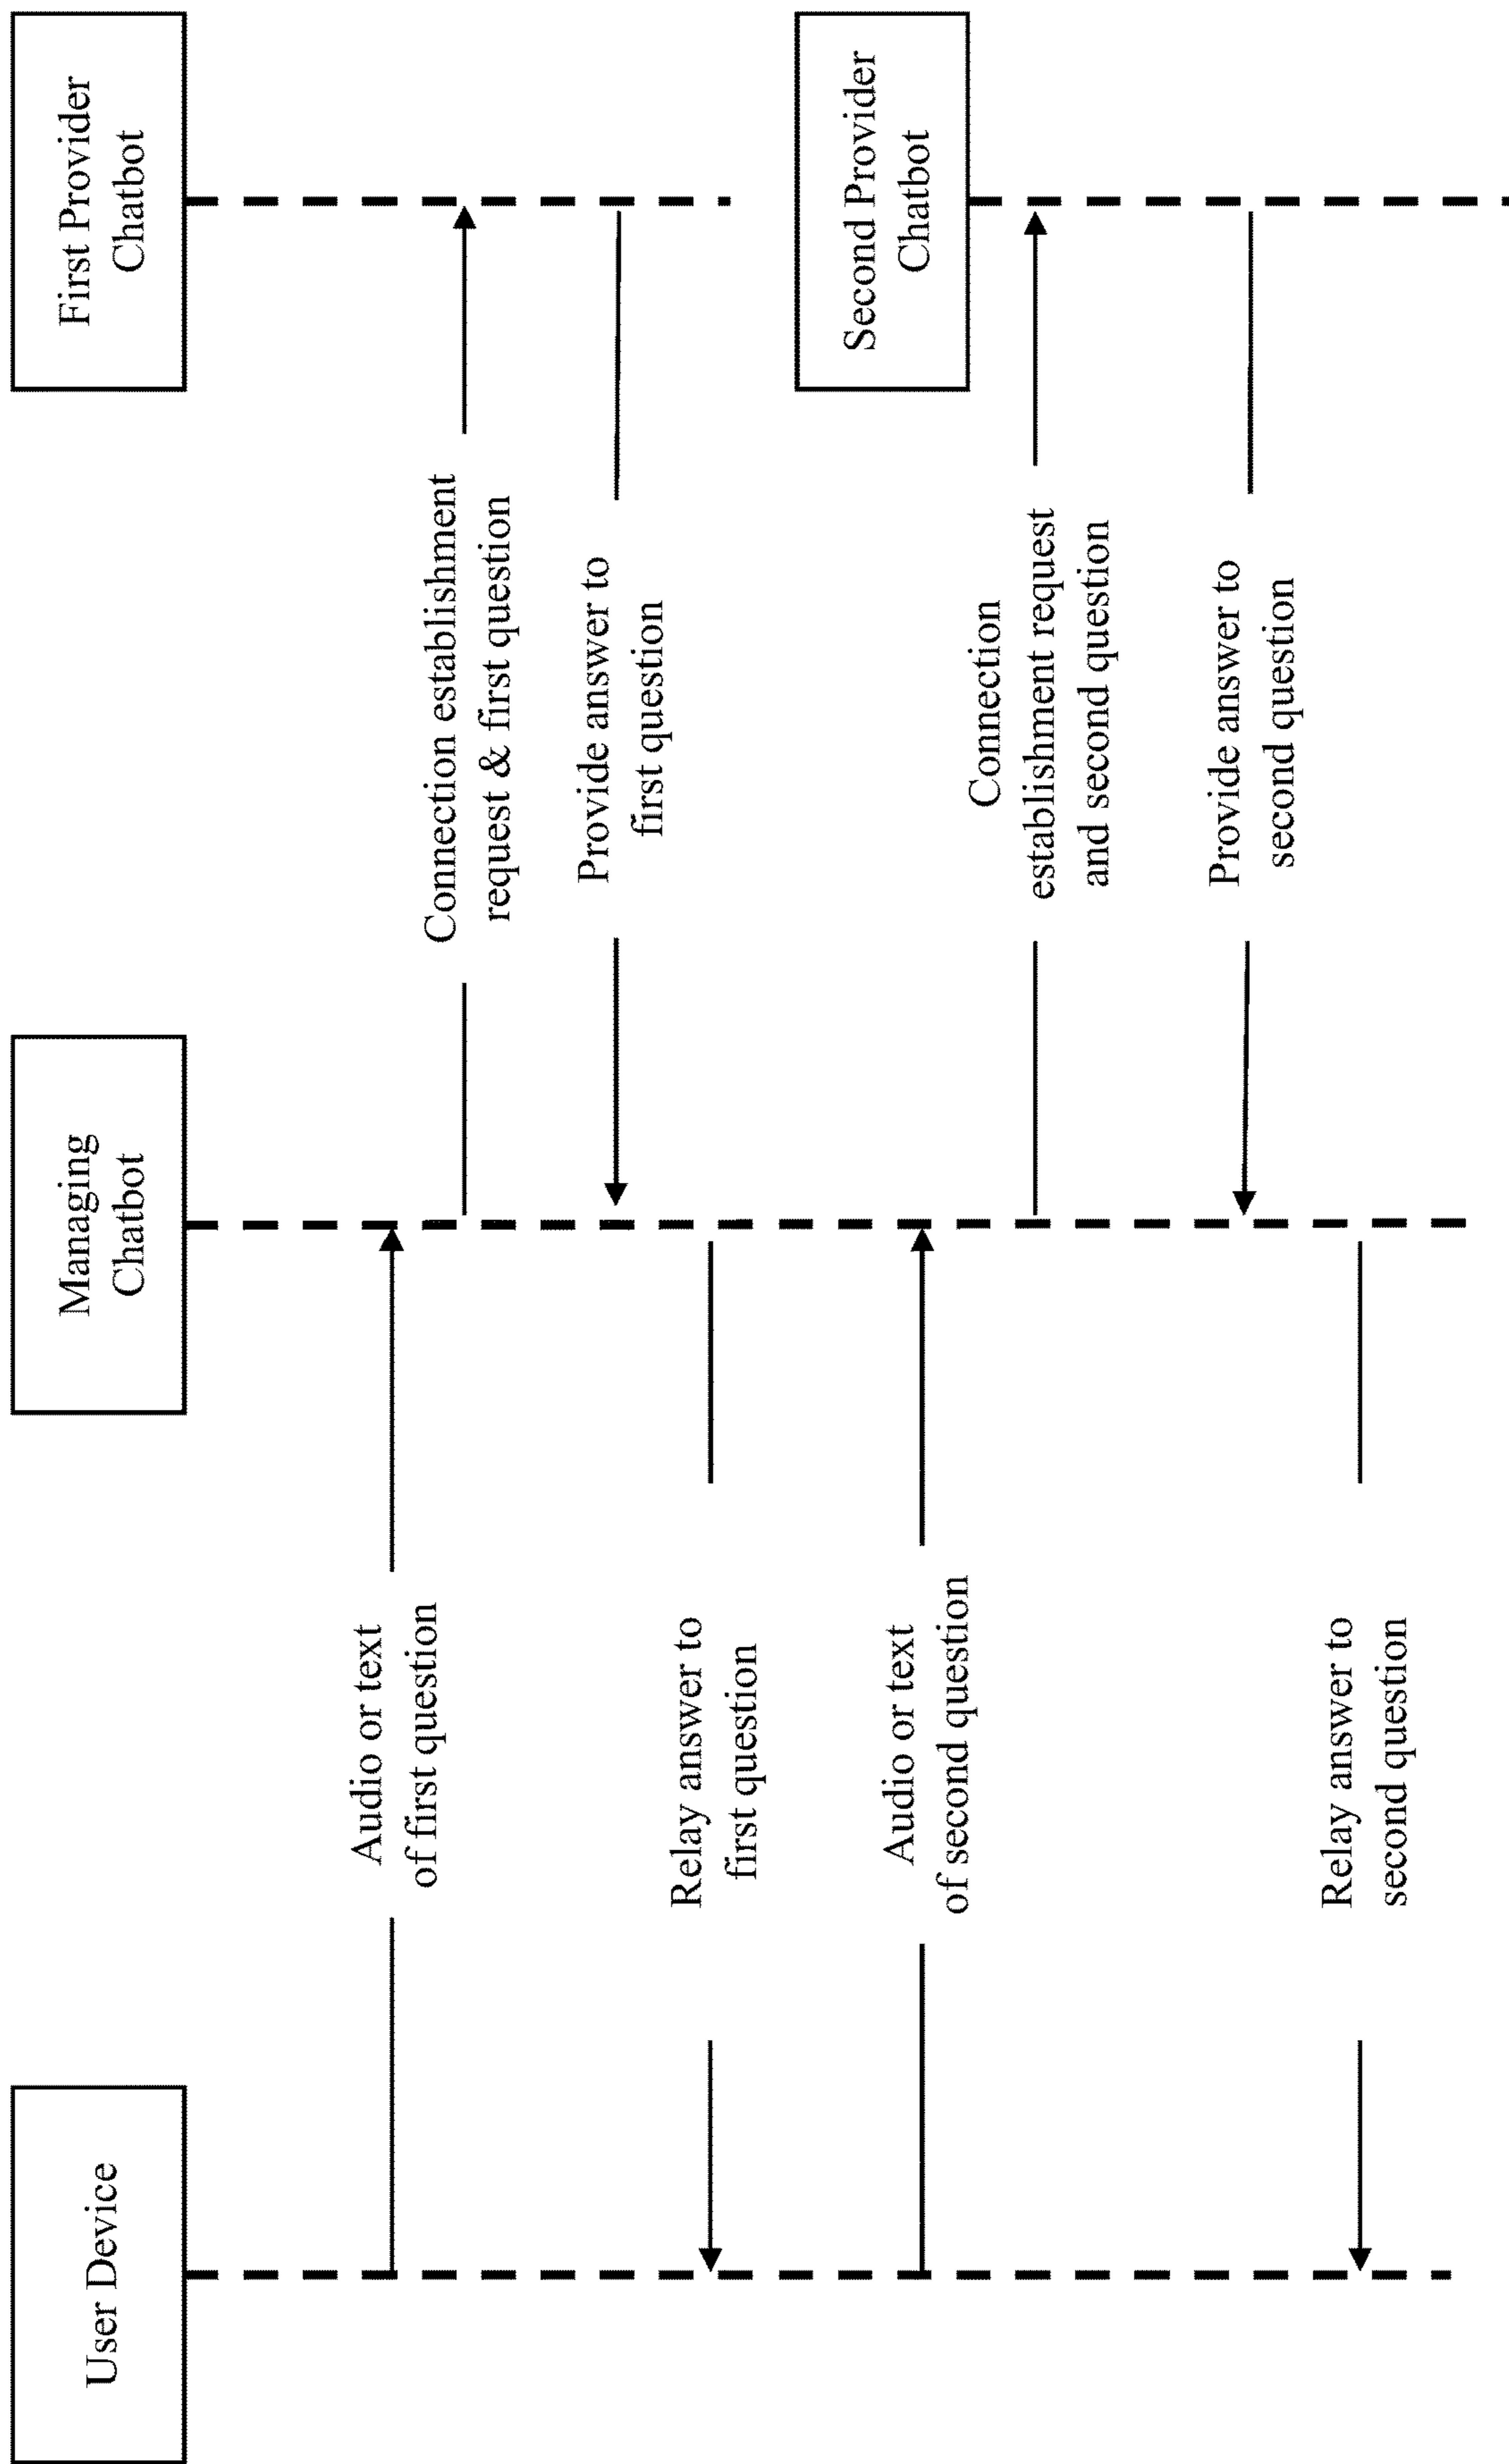 User Device
Managing
Chatbot
First Provider
Chatbot
Audio or text
of first question
Connection establishment
request & first question
Provide answer to
first question
Relay answer to
first question
Second Provider
Chatbot
Audio or text
of second question
Connection
establishment request
and second question
Provide answer to
second question
Relay answer to
second question